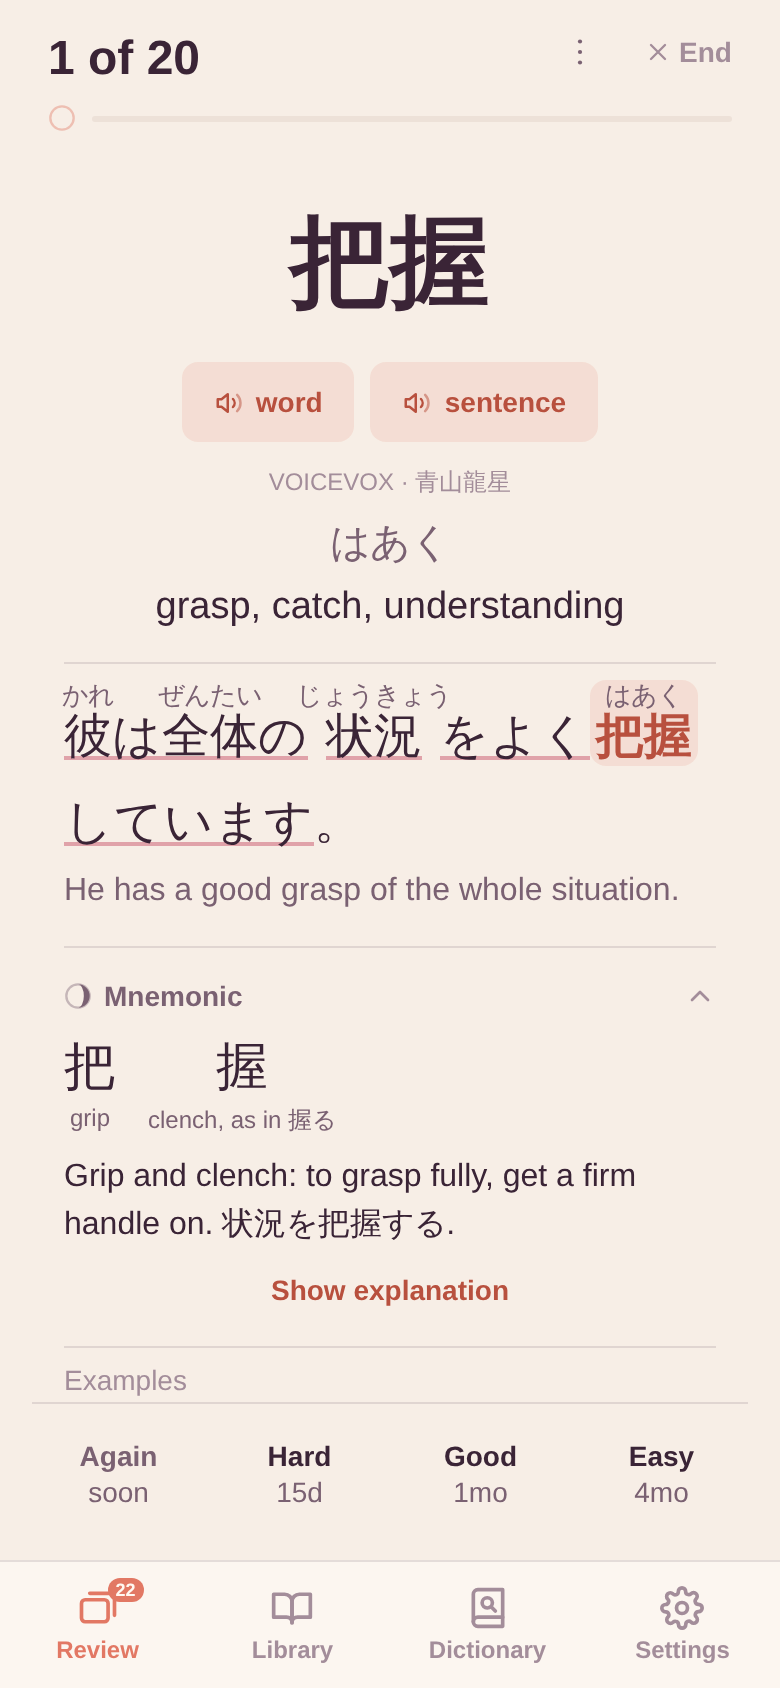 1 of 20
End
把握
word
sentence
VOICEVOX · 青山龍星
はあく
grasp, catch, understanding
かれ ぜんたい じょうきょう はあく
彼は全体の 状況 をよく把握
しています。
He has a good grasp of the whole situation.
Mnemonic
把 握
grip clench, as in 握る
Grip and clench: to grasp fully, get a firm
handle on. 状況を把握する.
Show explanation
Examples
Again Hard Good Easy
soon 15d 1mo 4mo
22
Review Library Dictionary Settings